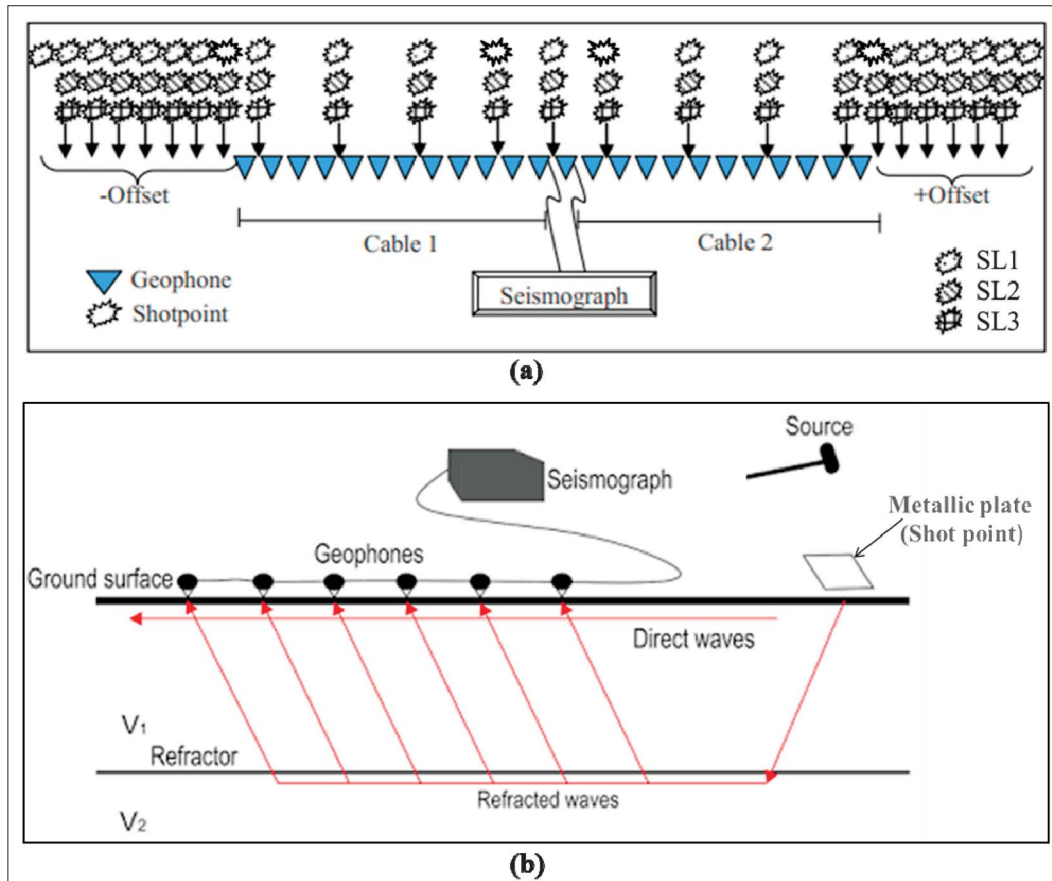 -Offset
+Offset
Cable 1
Cable 2
Geophone
Shotpoint
Seismograph
SL1
SL2
SL3
(a)
Source
Seismograph
Metallic plate
(Shot point)
Geophones
Ground surface
Direct waves
V1
Refractor
Refracted waves
V2
(b)